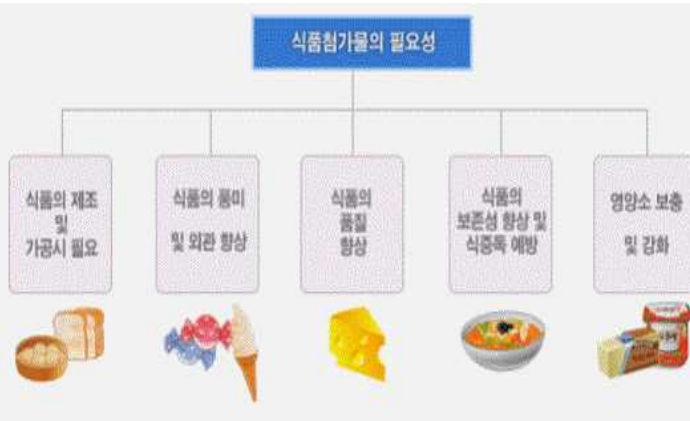 식품첨가물의 필요성
식품의 제조
및
가공시 필요
식품의 풍미
및 외관 향상
식품의
품질
향상
식품의
보존성 향상 및
식중독 예방
영양소 보충
및 강화